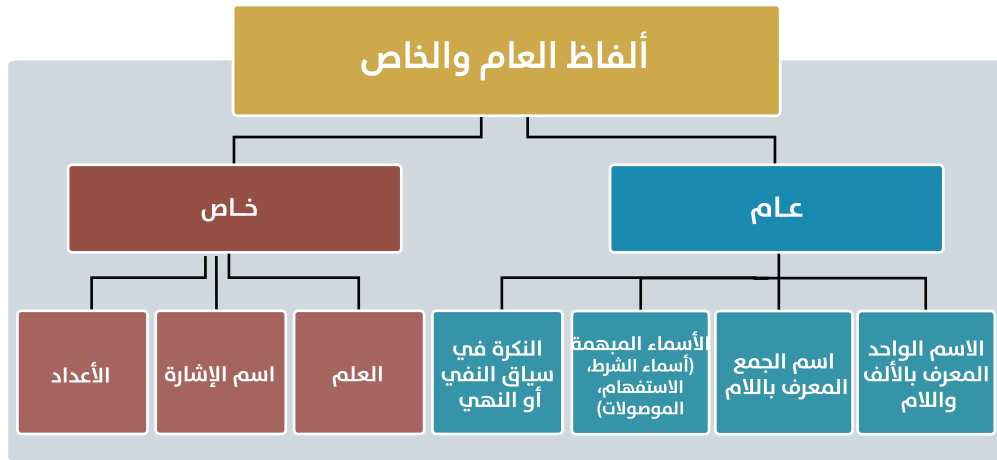 ألفاظ العام والخاص
عـام
خـاص
الاسم الواحد
المعرف بالألف
واللام
اسم الجمع
المعرف باللام
الأسماء المبهمة
(أسماء الشرط،
الاستفهام،
الموصولات)
النكرة في
سياق النفي
أو النهي
العلم
اسم الإشارة
الأعداد